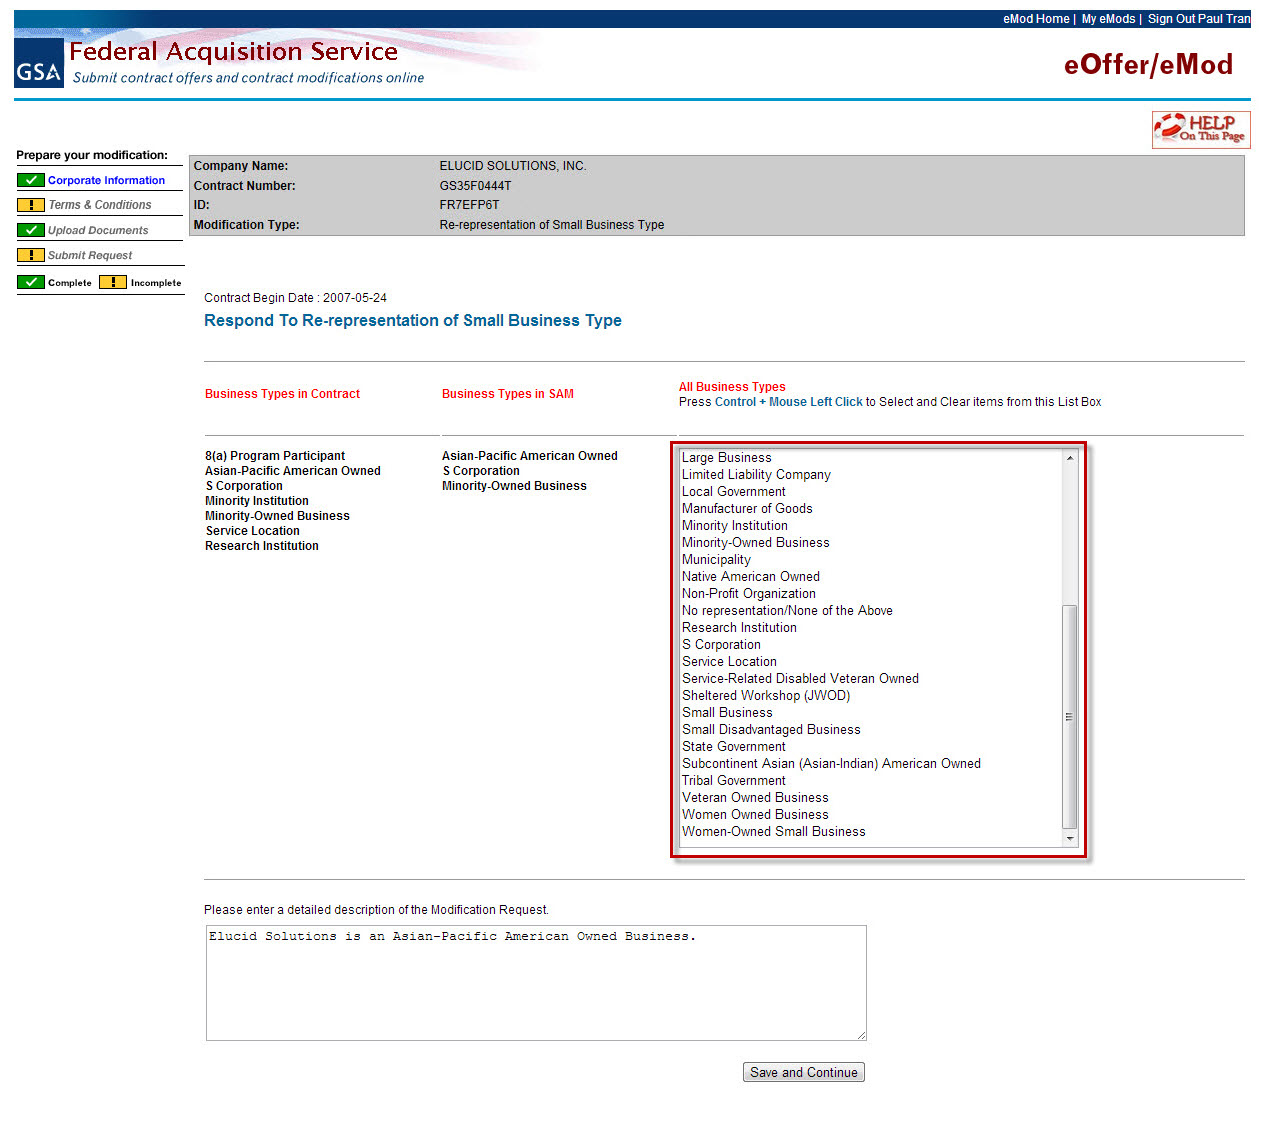 eMod Home | My eMods | Sign Out Paul Tran
GSA
Federal Acquisition Service
Submit contract offers and contract modifications online
eOffer/eMod
HELP
On This Page
Prepare your modification:
Corporate Information
Terms & Conditions
Upload Documents
Submit Request
Complete Incomplete
Company Name: ELUCID SOLUTIONS, INC.
Contract Number: GS35F0444T
ID: FR7EFP6T
Modification Type: Re-representation of Small Business Type
Contract Begin Date : 2007-05-24
Respond To Re-representation of Small Business Type
Business Types in Contract
Business Types in SAM
All Business Types
Press Control + Mouse Left Click to Select and Clear items from this List Box
8(a) Program Participant
Asian-Pacific American Owned
S Corporation
Minority Institution
Minority-Owned Business
Service Location
Research Institution
Asian-Pacific American Owned
S Corporation
Minority-Owned Business
Large Business
Limited Liability Company
Local Government
Manufacturer of Goods
Minority Institution
Minority-Owned Business
Municipality
Native American Owned
Non-Profit Organization
No representation/None of the Above
Research Institution
S Corporation
Service Location
Service-Related Disabled Veteran Owned
Sheltered Workshop (JWOD)
Small Business
Small Disadvantaged Business
State Government
Subcontinent Asian (Asian-Indian) American Owned
Tribal Government
Veteran Owned Business
Women Owned Business
Women-Owned Small Business
Please enter a detailed description of the Modification Request.
Elucid Solutions is an Asian-Pacific American Owned Business.
Save and Continue